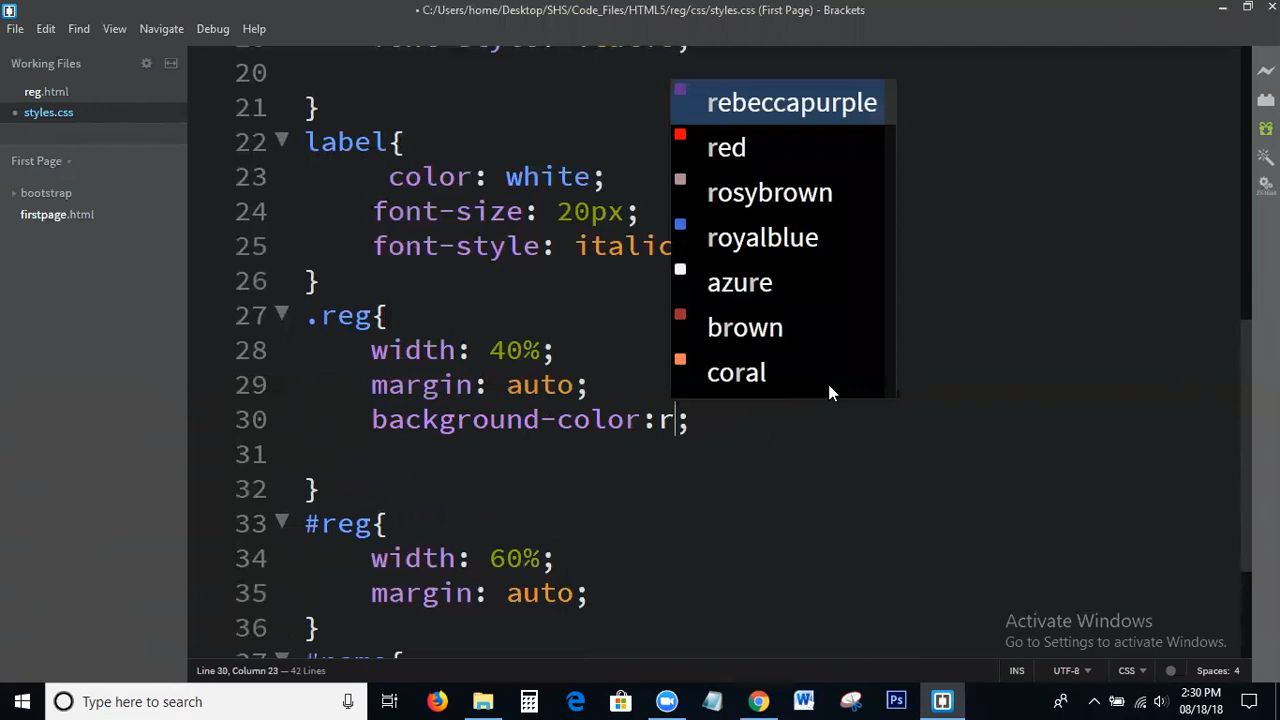 • C:/Users/home/Desktop/SHS/Code_Files/HTML5/reg/css/styles.css (First Page) - Brackets
File Edit Find View Navigate Debug Help
Working Files
reg.html
• styles.css
First Page
bootstrap
firstpage.html
20
21 }
22 label{
23 color: white;
24 font-size: 20px;
25 font-style: italic
26 }
27 .reg{
28 width: 40%;
29 margin: auto;
30 background-color:r;
31
32 }
33 #reg{
34 width: 60%;
35 margin: auto;
36 }
rebeccapurple
red
rosybrown
royalblue
azure
brown
coral
Activate Windows
Go to Settings to activate Windows.
Line 30, Column 23 — 42 Lines
INS UTF-8 CSS Spaces: 4
Type here to search
2:30 PM
08/18/18